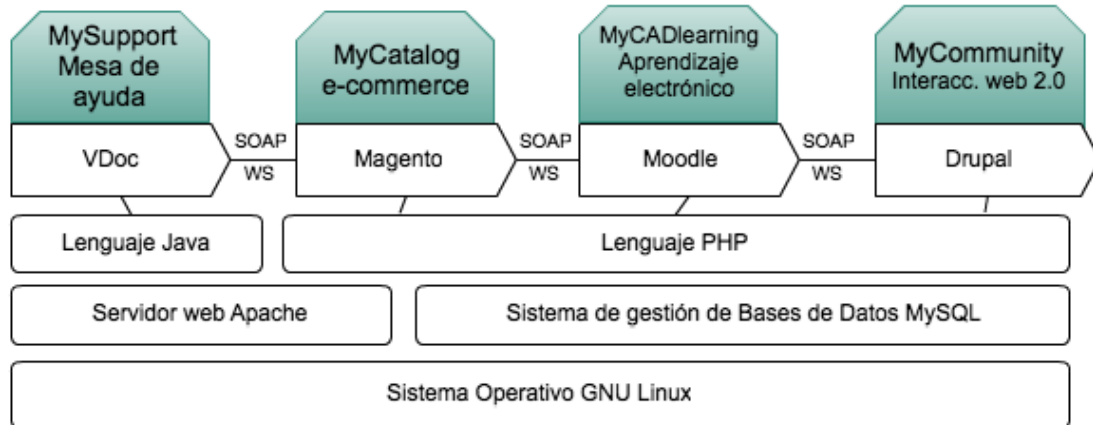 MySupport
Mesa de
ayuda
MyCatalog
e-commerce
MyCADlearning
Aprendizaje
electrónico
MyCommunity
Interacc. web 2.0
VDoc
SOAP
WS
Magento
SOAP
WS
Moodle
SOAP
WS
Drupal
Lenguaje Java
Lenguaje PHP
Servidor web Apache
Sistema de gestión de Bases de Datos MySQL
Sistema Operativo GNU Linux